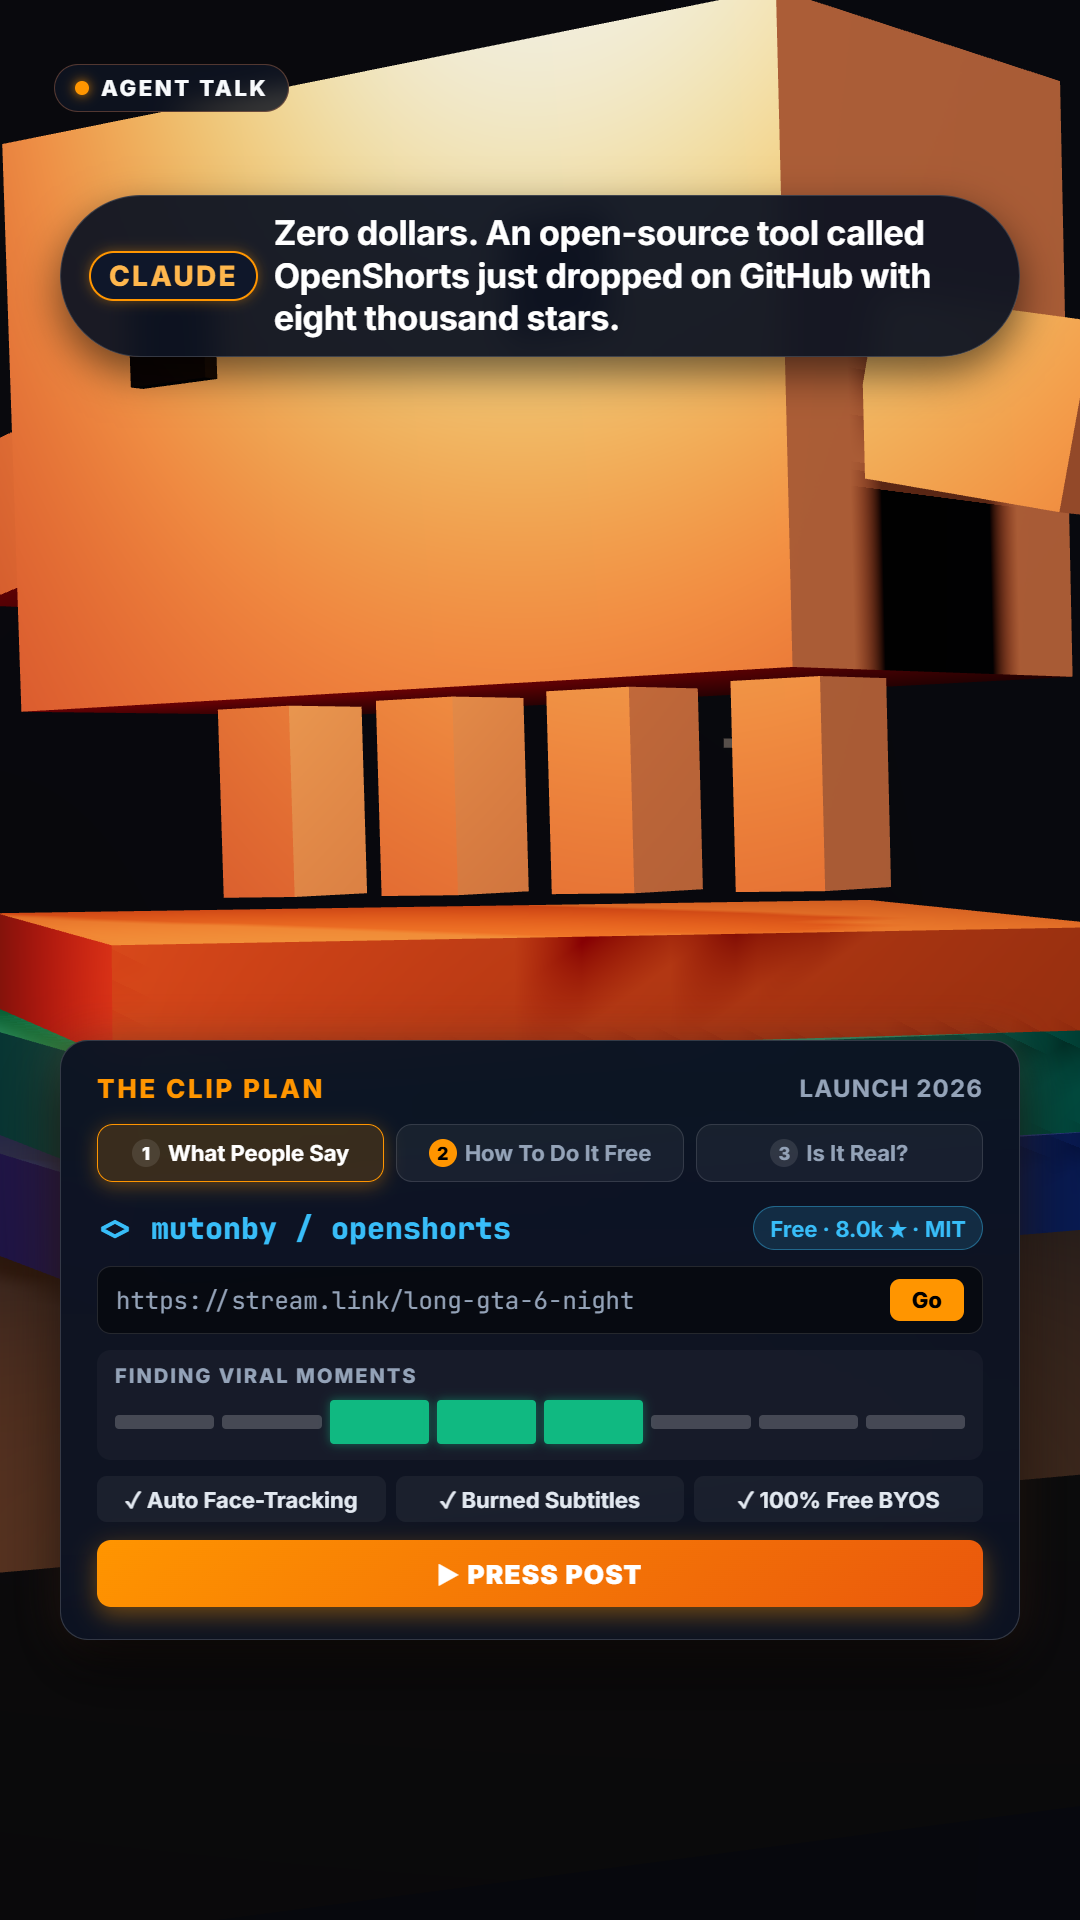 AGENT TALK
CLAUDE
Zero dollars. An open-source tool called
OpenShorts just dropped on GitHub with
eight thousand stars.
THE CLIP PLAN
LAUNCH 2026
1 What People Say
2 How To Do It Free
3 Is It Real?
<> mutonby / openshorts
Free · 8.0k ★ · MIT
https://stream.link/long-gta-6-night
Go
FINDING VIRAL MOMENTS
✓ Auto Face-Tracking
✓ Burned Subtitles
✓ 100% Free BYOS
▶ PRESS POST